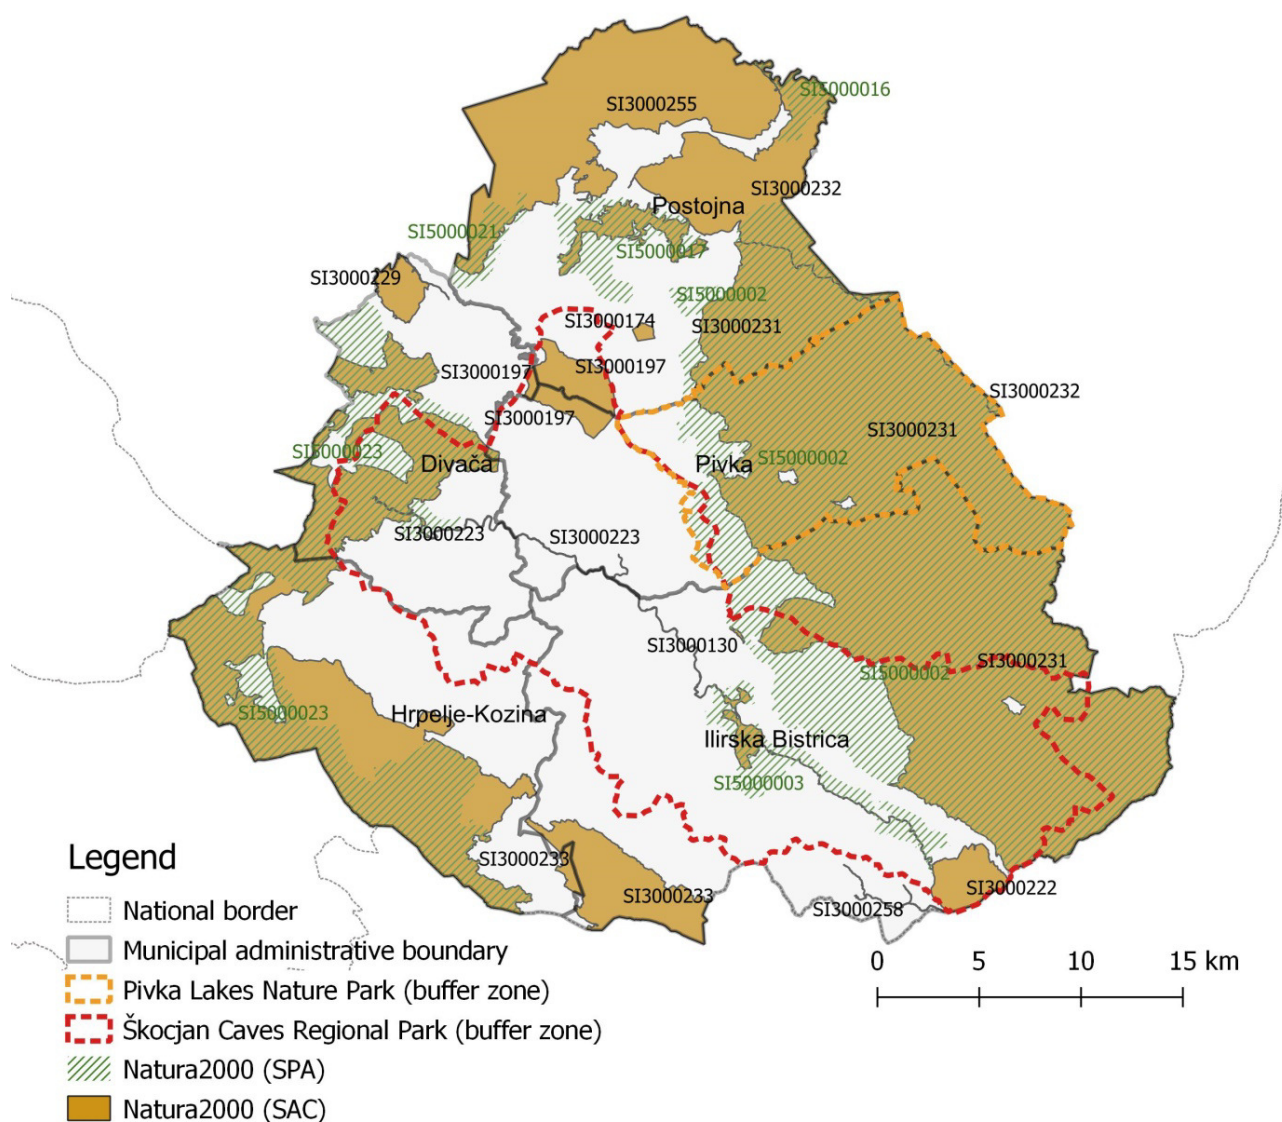 SI5000016
SI3000255
SI3000232
Postojna
SI5000021
SI5000017
SI3000229
SI5000002
SI3000174
SI3000231
SI3000197
SI3000197
SI3000232
SI3000197
SI3000231
SI5000023
Divača
Pivka
SI5000002
SI3000223
SI3000223
SI3000130
SI3000231
SI5000002
SI5000023
Hrpelje-Kozina
Ilirska Bistrica
SI5000003
SI3000233
SI3000233
SI3000222
SI3000258
Legend
National border
Municipal administrative boundary
Pivka Lakes Nature Park (buffer zone)
Škocjan Caves Regional Park (buffer zone)
Natura2000 (SPA)
Natura2000 (SAC)
0 5 10 15 km